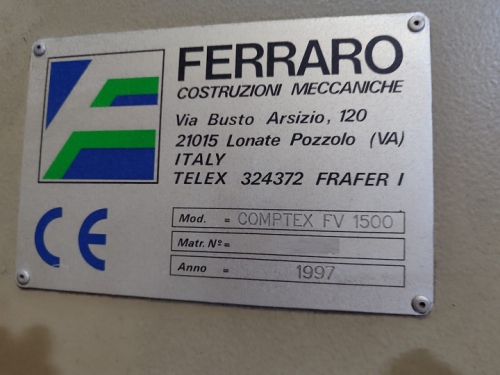 FERRARO
COSTRUZIONI MECCANICHE
Via Busto Arsizio, 120
21015 Lonate Pozzolo (VA)
ITALY
TELEX 324372 FRAFER I
CE
Mod. = COMPTEX FV 1500
Matr. Nº =
Anno = 1997